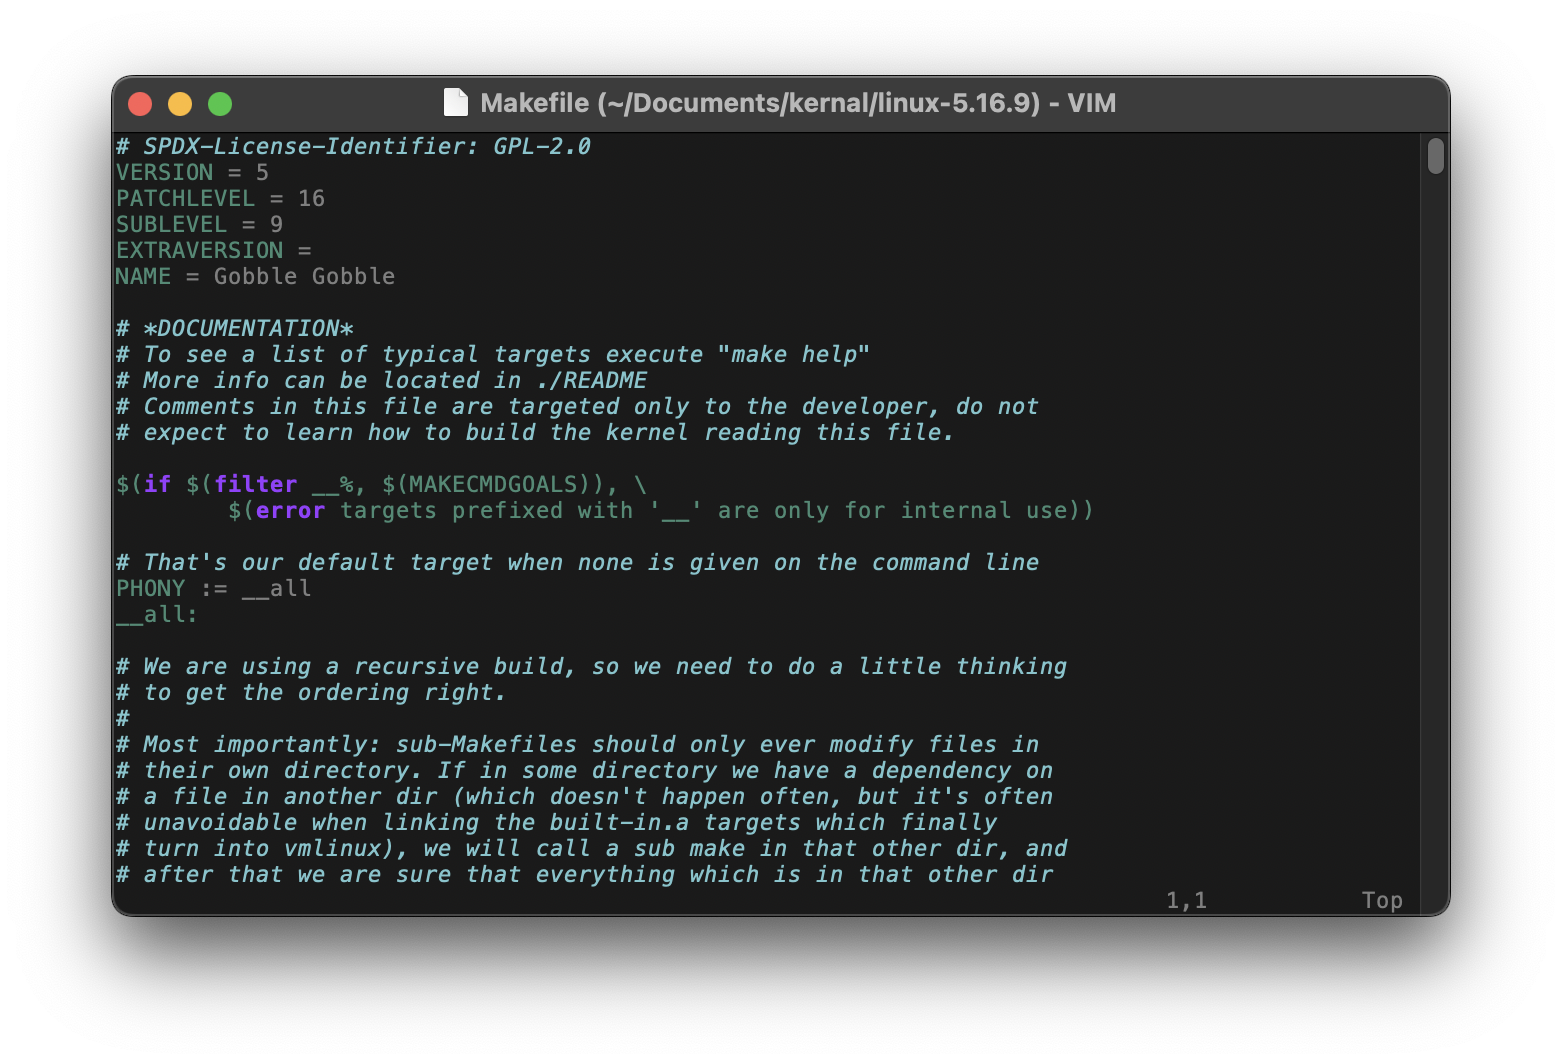 Makefile (~/Documents/kernal/linux-5.16.9) - VIM
# SPDX-License-Identifier: GPL-2.0
VERSION = 5
PATCHLEVEL = 16
SUBLEVEL = 9
EXTRAVERSION =
NAME = Gobble Gobble

# *DOCUMENTATION*
# To see a list of typical targets execute "make help"
# More info can be located in ./README
# Comments in this file are targeted only to the developer, do not
# expect to learn how to build the kernel reading this file.

$(if $(filter __%, $(MAKECMDGOALS)), \
        $(error targets prefixed with '__' are only for internal use))

# That's our default target when none is given on the command line
PHONY := __all
__all:

# We are using a recursive build, so we need to do a little thinking
# to get the ordering right.
#
# Most importantly: sub-Makefiles should only ever modify files in
# their own directory. If in some directory we have a dependency on
# a file in another dir (which doesn't happen often, but it's often
# unavoidable when linking the built-in.a targets which finally
# turn into vmlinux), we will call a sub make in that other dir, and
# after that we are sure that everything which is in that other dir
1,1 Top